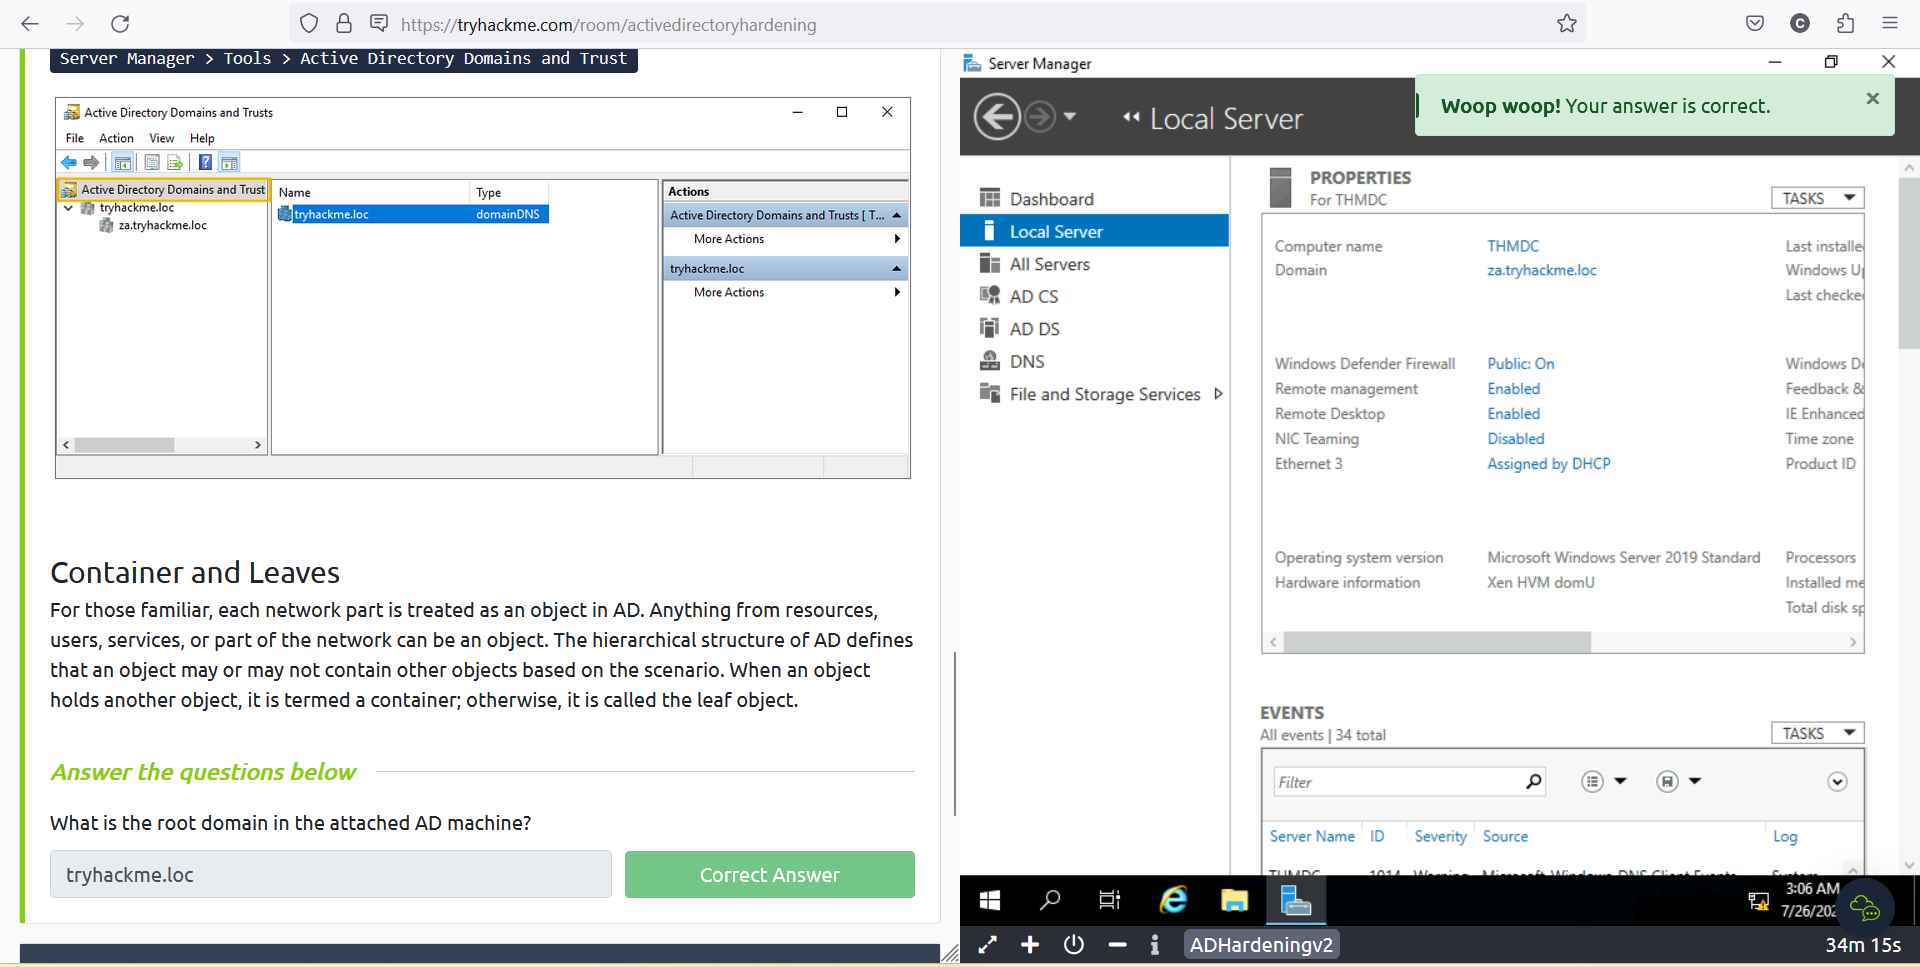 https://tryhackme.com/room/activedirectoryhardening
C
Server Manager > Tools > Active Directory Domains and Trust
Active Directory Domains and Trusts
File Action View Help
Active Directory Domains and Trust
tryhackme.loc
za.tryhackme.loc
Name Type
tryhackme.loc domainDNS
Actions
Active Directory Domains and Trusts [ T...
More Actions
tryhackme.loc
More Actions
Container and Leaves
For those familiar, each network part is treated as an object in AD. Anything from resources,
users, services, or part of the network can be an object. The hierarchical structure of AD defines
that an object may or may not contain other objects based on the scenario. When an object
holds another object, it is termed a container; otherwise, it is called the leaf object.
Answer the questions below
What is the root domain in the attached AD machine?
tryhackme.loc
Correct Answer
Server Manager
Local Server
Woop woop! Your answer is correct.
Dashboard
Local Server
All Servers
AD CS
AD DS
DNS
File and Storage Services
PROPERTIES
For THMDC
TASKS
Computer name THMDC Last installe
Domain za.tryhackme.loc Windows Up
Last checke
Windows Defender Firewall Public: On Windows De
Remote management Enabled Feedback &
Remote Desktop Enabled IE Enhanced
NIC Teaming Disabled Time zone
Ethernet 3 Assigned by DHCP Product ID
Operating system version Microsoft Windows Server 2019 Standard Processors
Hardware information Xen HVM domU Installed me
Total disk sp
EVENTS
All events | 34 total
TASKS
Filter
Server Name ID Severity Source Log
THMDC 1014 Warning Microsoft-Windows-DNS Client Events System
3:06 AM
7/26/202
ADHardeningv2
34m 15s